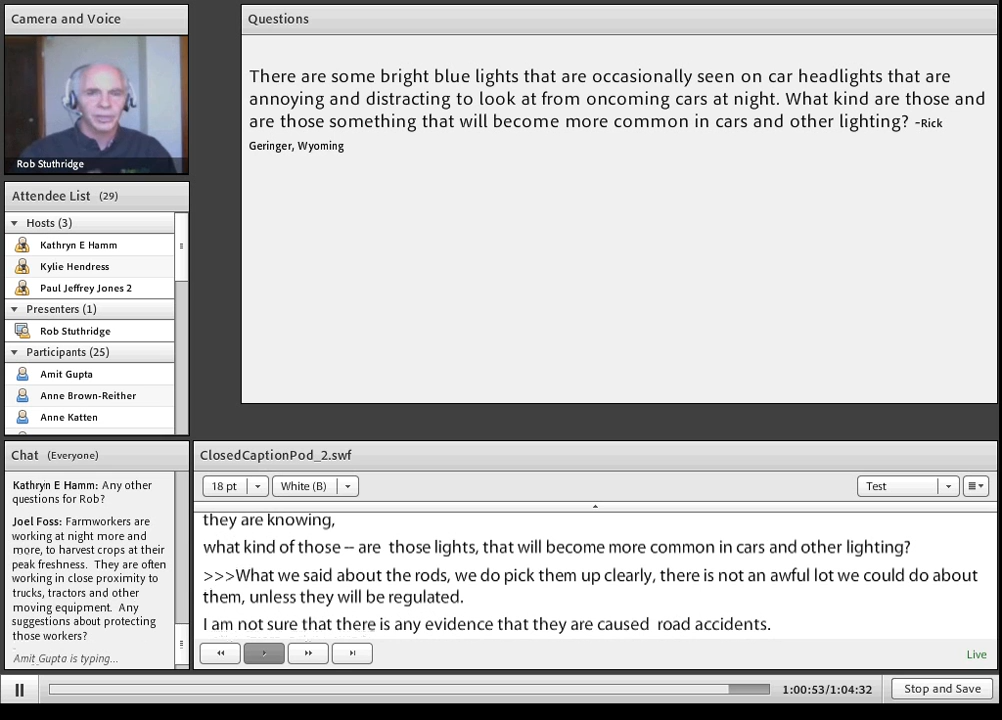 Camera and Voice
Rob Stuthridge
Attendee List (29)
Hosts (3)
Kathryn E Hamm
Kylie Hendress
Paul Jeffrey Jones 2
Presenters (1)
Rob Stuthridge
Participants (25)
Amit Gupta
Anne Brown-Reither
Anne Katten
Questions
There are some bright blue lights that are occasionally seen on car headlights that are
annoying and distracting to look at from oncoming cars at night. What kind are those and
are those something that will become more common in cars and other lighting? -Rick
Geringer, Wyoming
Chat (Everyone)
Kathryn E Hamm: Any other
questions for Rob?
Joel Foss: Farmworkers are
working at night more and
more, to harvest crops at their
peak freshness. They are often
working in close proximity to
trucks, tractors and other
moving equipment. Any
suggestions about protecting
those workers?
Amit Gupta is typing...
ClosedCaptionPod_2.swf
18 pt
White (B)
Test
they are knowing,
what kind of those -- are those lights, that will become more common in cars and other lighting?
>>>What we said about the rods, we do pick them up clearly, there is not an awful lot we could do about
them, unless they will be regulated.
I am not sure that there is any evidence that they are caused road accidents.
Live
1:00:53/1:04:32
Stop and Save